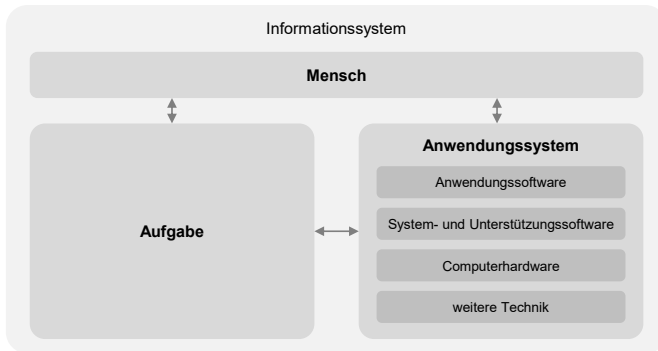 Informationssystem
Mensch
Anwendungssystem
Anwendungssoftware
System- und Unterstützungssoftware
Aufgabe
Computerhardware
weitere Technik